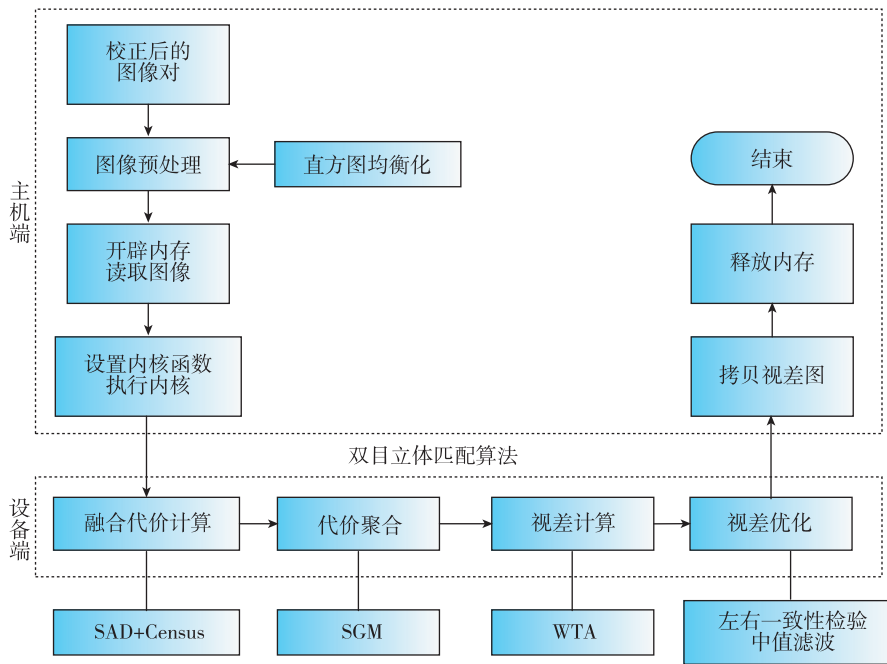 校正后的
图像对
图像预处理
直方图均衡化
结束
主机端
开辟内存
读取图像
释放内存
设置内核函数
执行内核
拷贝视差图
双目立体匹配算法
设备端
融合代价计算
代价聚合
视差计算
视差优化
SAD+Census
SGM
WTA
左右一致性检验
中值滤波